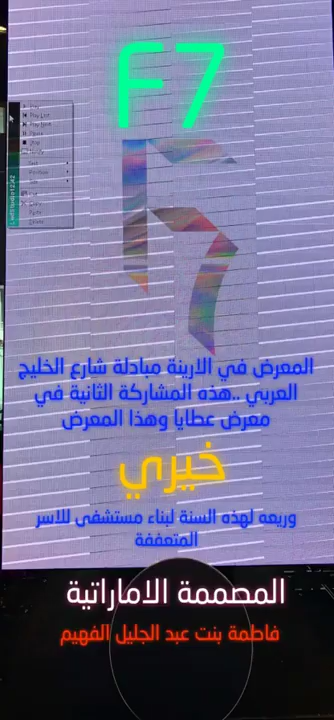 F7
Play
المعرض في الارينة مبادلة شارع الخليج
العربي ..هذه المشاركة الثانية في
معرض عطايا وهذا المعرض
خيري
وريعه لهذه السنة لبناء مستشفى للاسر
المتعففة
المصممة الاماراتية
فاطمة بنت عبد الجليل الفهيم